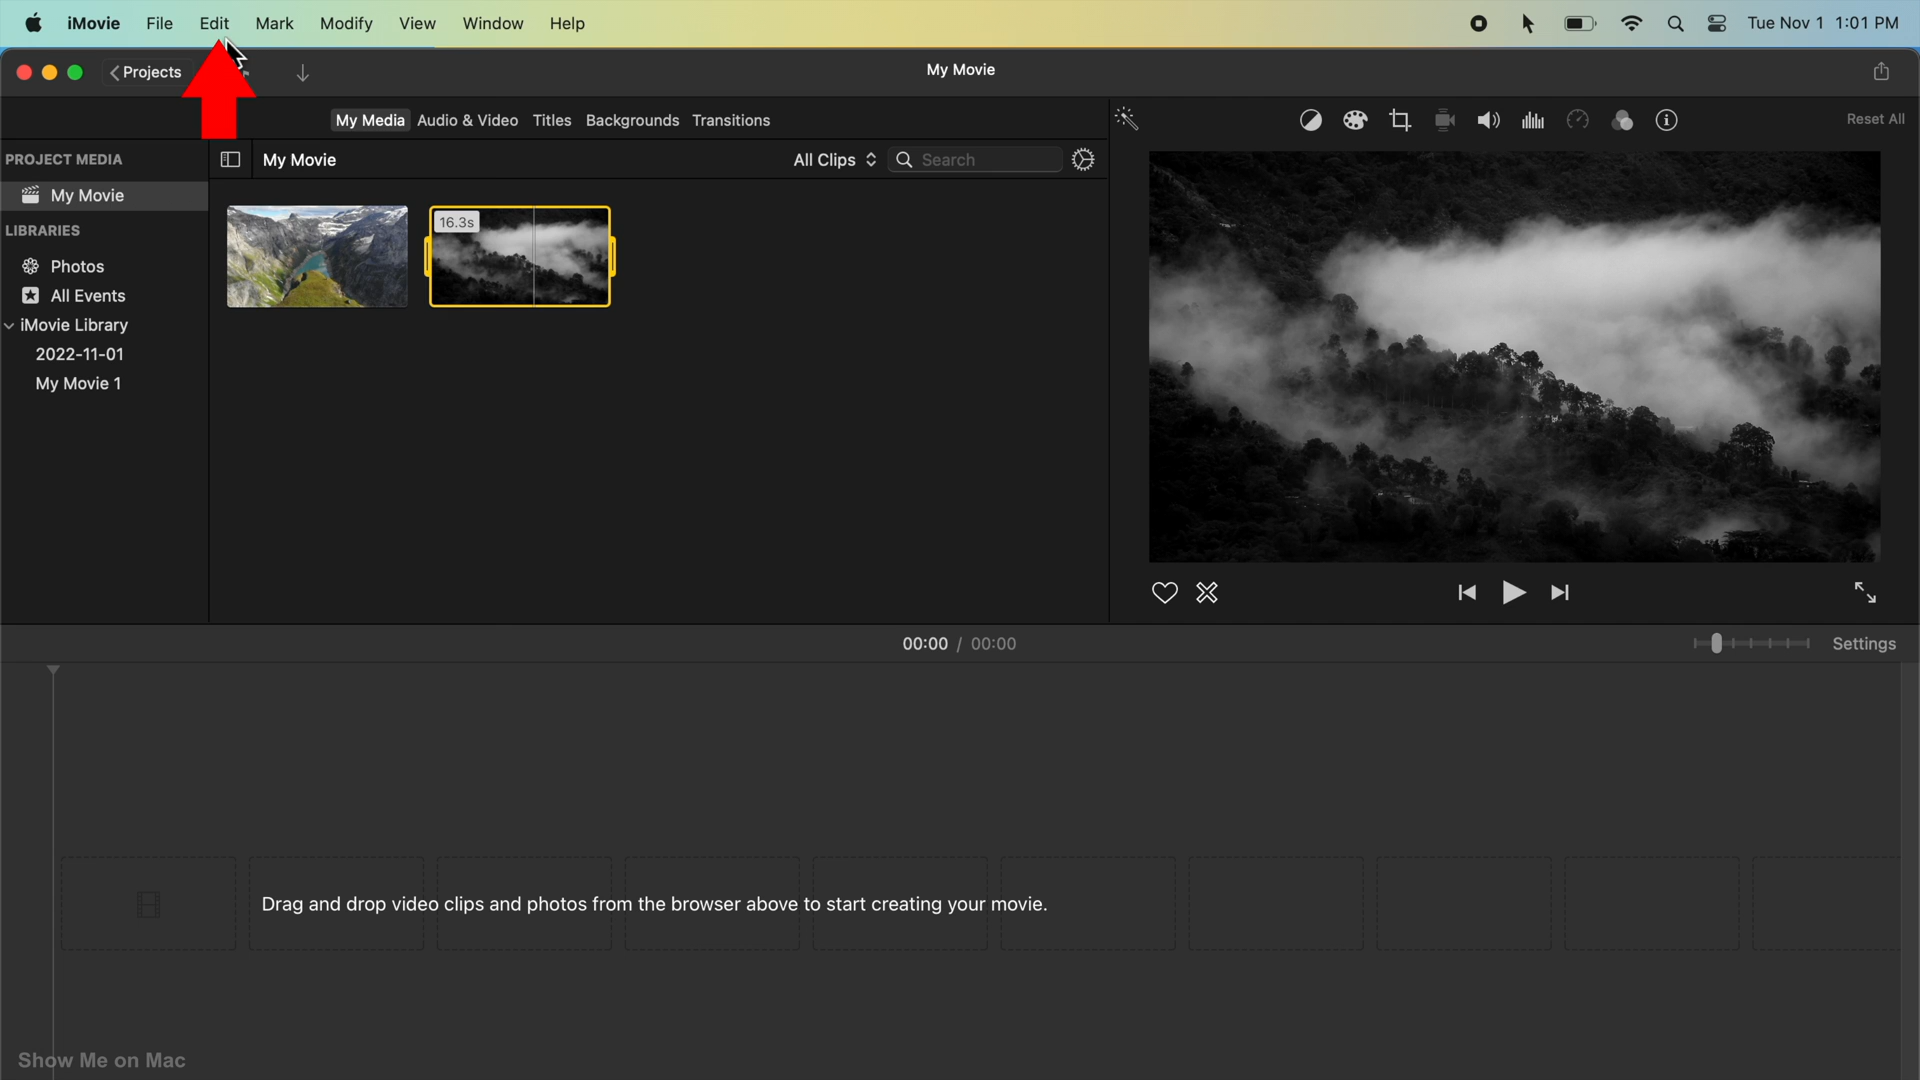 iMovie File Edit Mark Modify View Window Help Tue Nov 1 1:01 PM
Projects My Movie
My Media Audio & Video Titles Backgrounds Transitions Reset All
PROJECT MEDIA My Movie All Clips Search
My Movie
16.3s
LIBRARIES
Photos
All Events
iMovie Library
2022-11-01
My Movie 1
00:00 / 00:00 Settings
Drag and drop video clips and photos from the browser above to start creating your movie.
Show Me on Mac